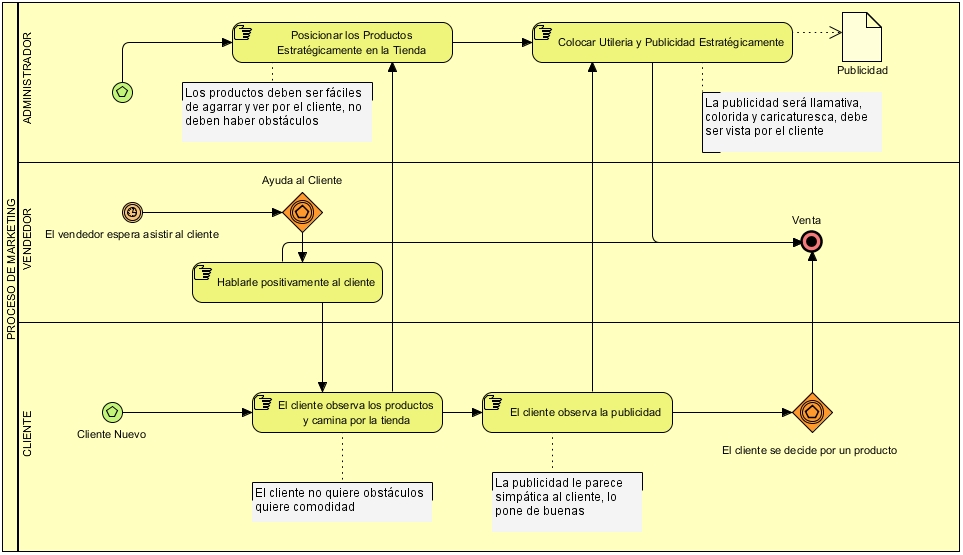 PROCESO DE MARKETING
ADMINISTRADOR
Posicionar los Productos
Estratégicamente en la Tienda
Colocar Utileria y Publicidad Estratégicamente
Publicidad
Los productos deben ser fáciles
de agarrar y ver por el cliente, no
deben haber obstáculos
La publicidad será llamativa,
colorida y caricaturesca, debe
ser vista por el cliente
VENDEDOR
Ayuda al Cliente
El vendedor espera asistir al cliente
Venta
Hablarle positivamente al cliente
CLIENTE
Cliente Nuevo
El cliente observa los productos
y camina por la tienda
El cliente observa la publicidad
El cliente se decide por un producto
El cliente no quiere obstáculos
quiere comodidad
La publicidad le parece
simpática al cliente, lo
pone de buenas